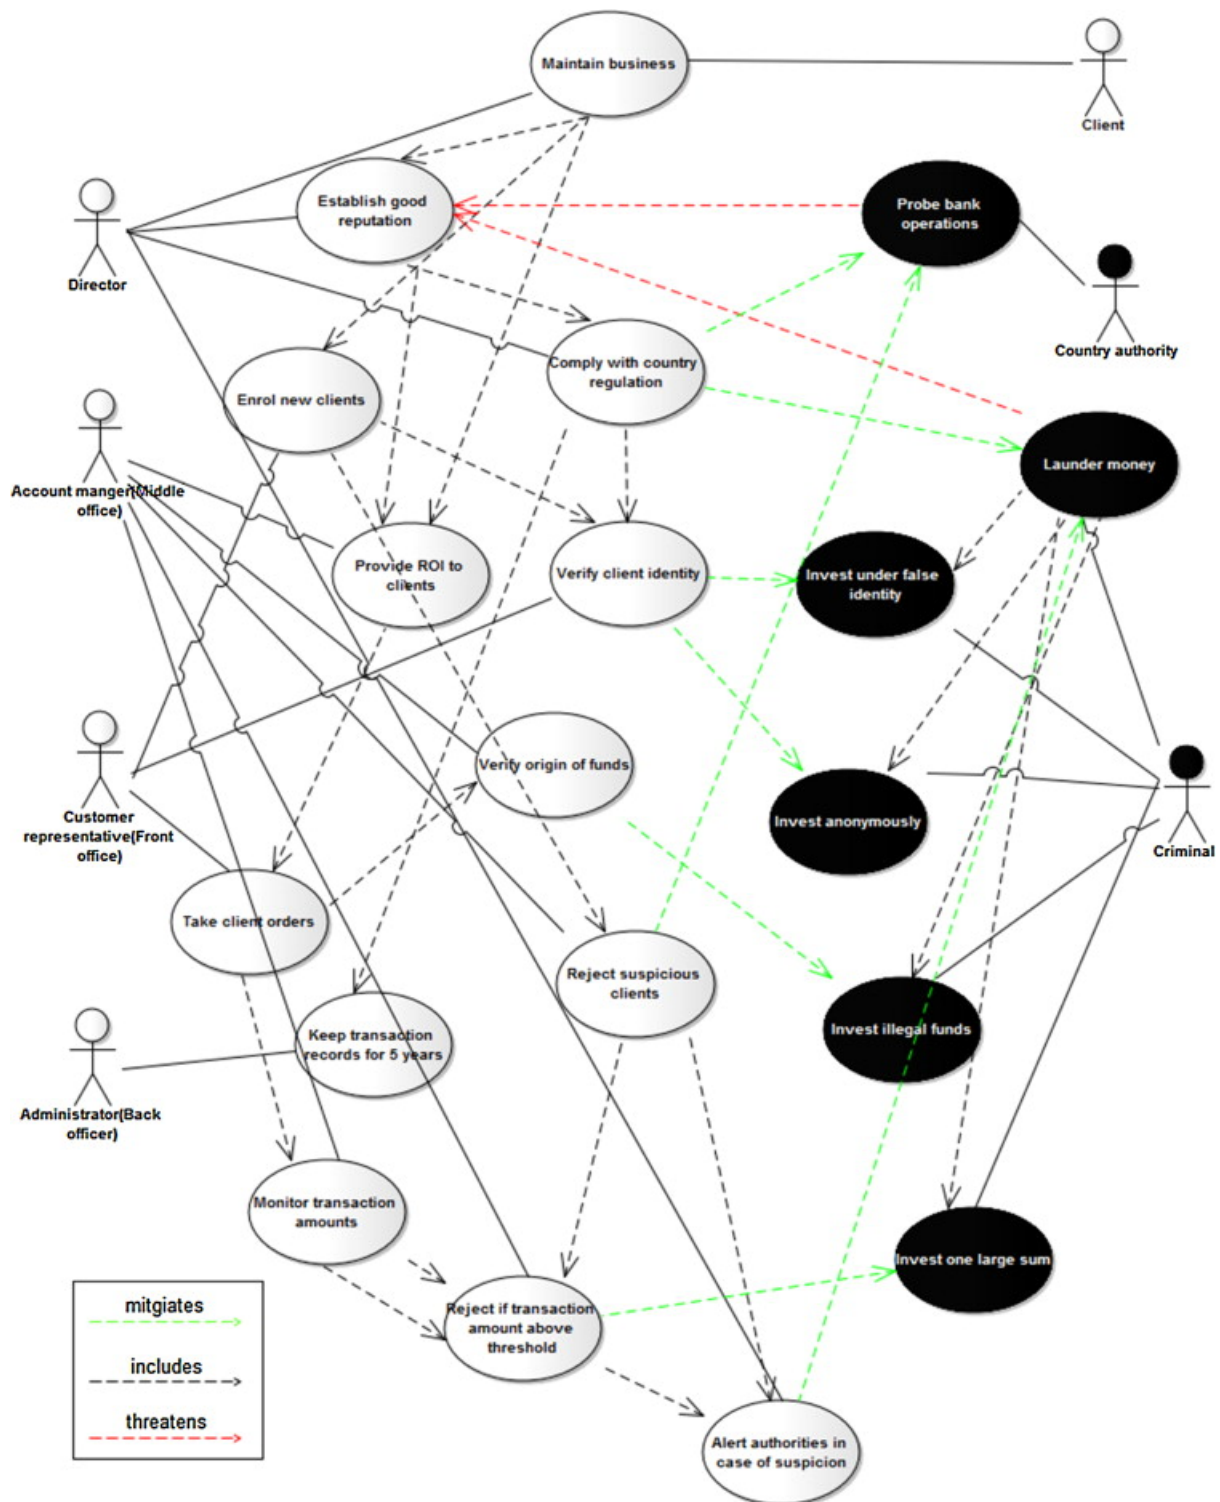 Maintain business
Client
Establish good
reputation
Probe bank
operations
Director
Country authority
Comply with country
regulation
Enrol new clients
Launder money
Account manger(Middle
office)
Provide ROI to
clients
Verify client identity
Invest under false
identity
Verify origin of funds
Customer
representative(Front
office)
Invest anonymously
Criminal
Take client orders
Reject suspicious
clients
Keep transaction
records for 5 years
Invest illegal funds
Administrator(Back
officer)
Monitor transaction
amounts
Invest one large sum
Reject if transaction
amount above
threshold
mitgiates
includes
threatens
Alert authorities in
case of suspicion